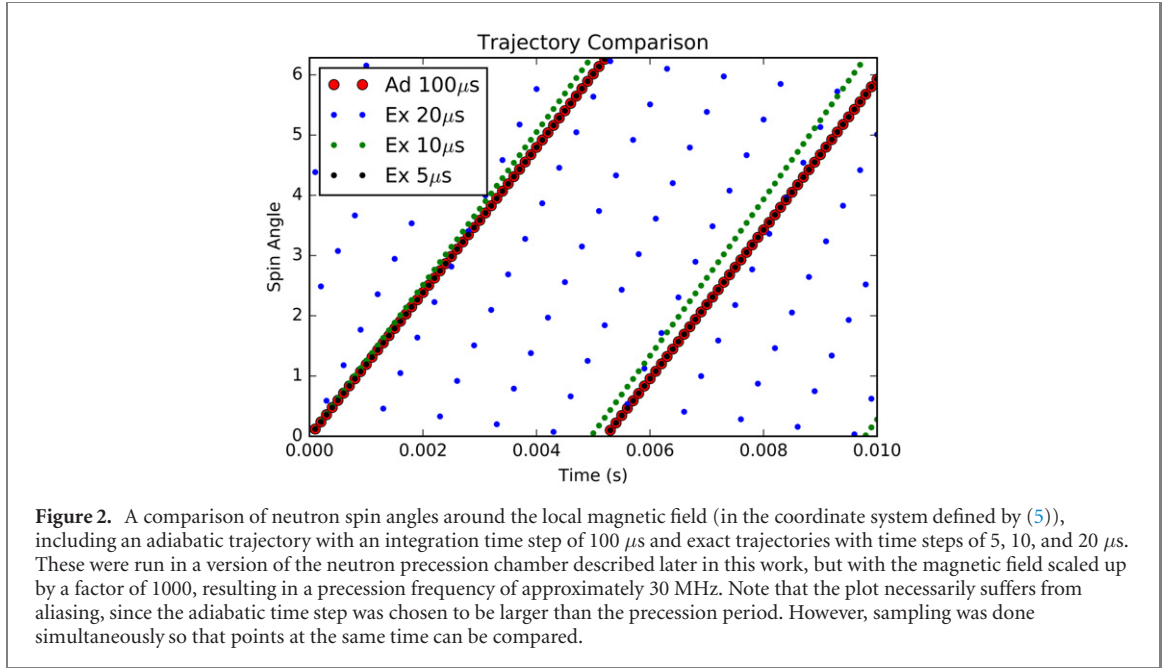 Trajectory Comparison
Ad 100μs
Ex 20μs
Ex 10μs
Ex 5μs
6
5
4
3
2
1
0
Spin Angle
0.000 0.002 0.004 0.006 0.008 0.010
Time (s)
Figure 2. A comparison of neutron spin angles around the local magnetic field (in the coordinate system defined by (5)),
including an adiabatic trajectory with an integration time step of 100 μs and exact trajectories with time steps of 5, 10, and 20 μs.
These were run in a version of the neutron precession chamber described later in this work, but with the magnetic field scaled up
by a factor of 1000, resulting in a precession frequency of approximately 30 MHz. Note that the plot necessarily suffers from
aliasing, since the adiabatic time step was chosen to be larger than the precession period. However, sampling was done
simultaneously so that points at the same time can be compared.